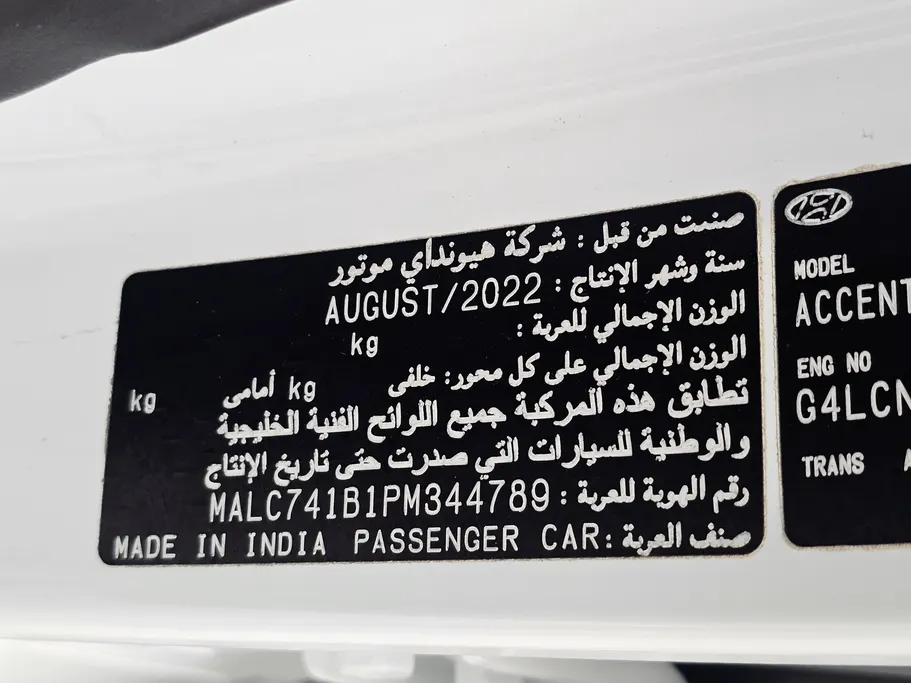 صنعت من قبل : شركة هيونداي موتور
سنة وشهر الإنتاج : AUGUST/2022
الوزن الإجمالي للعربة :
kg
الوزن الإجمالي على كل محور: خلفى kg أمامى kg
تطابق هذه المركبة جميع اللوائح الفنية الخليجية
والوطنية للسيارات التي صدرت حتى تاريخ الإنتاج
رقم الهوية للعربة : MALC741B1PM344789
صنف العربة : PASSENGER CAR MADE IN INDIA
MODEL
ACCENT
ENG NO
G4LCN
TRANS